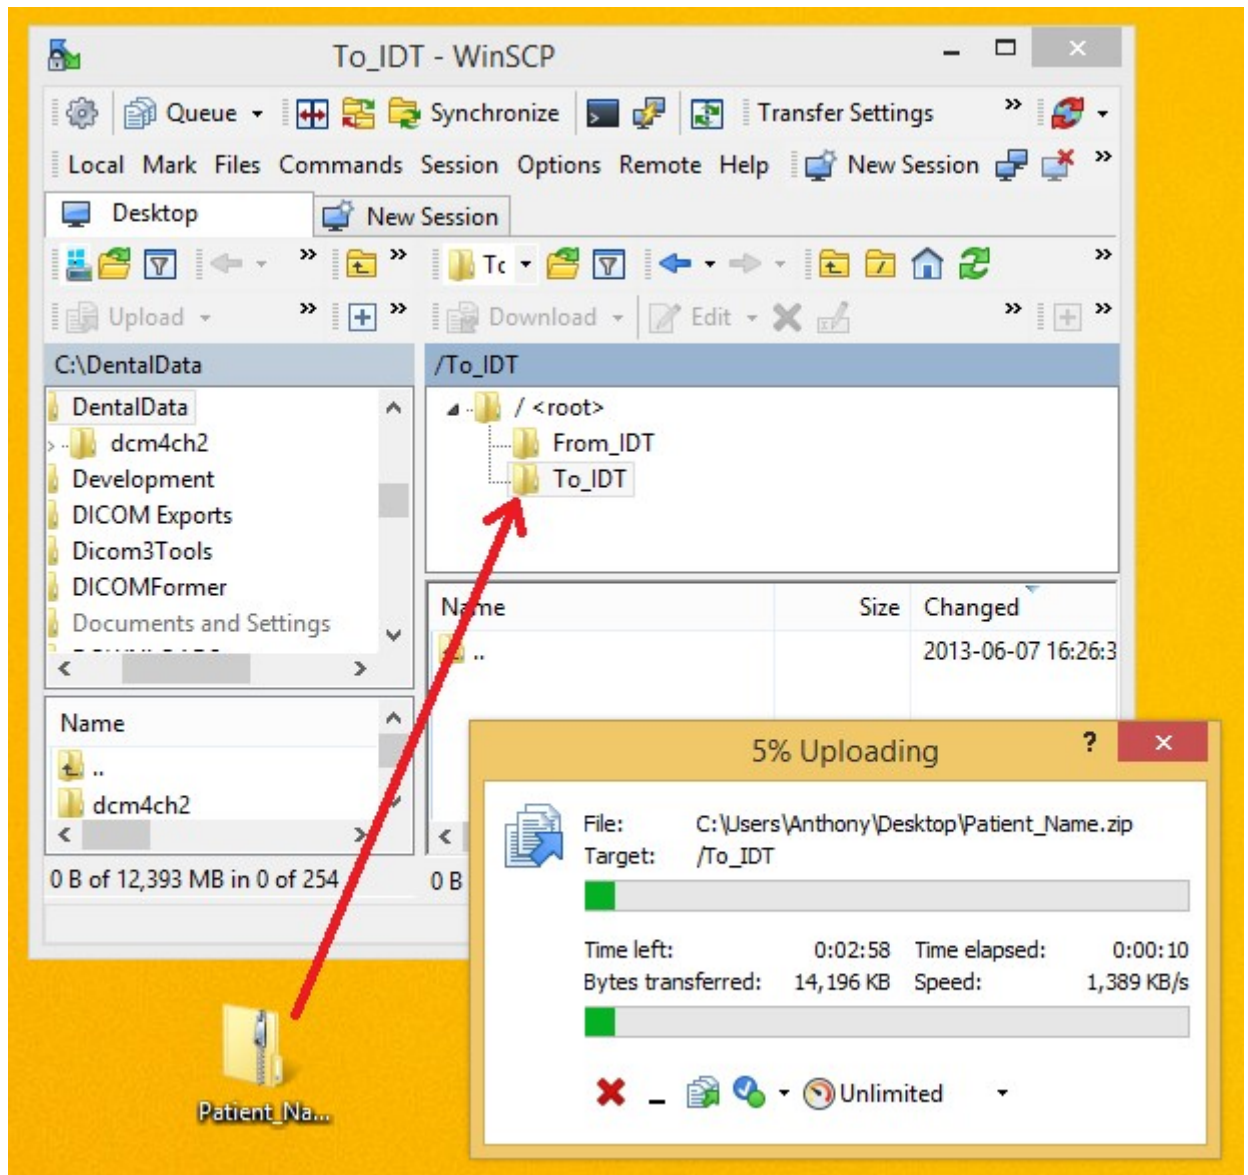 To_IDT - WinSCP
Queue Synchronize Transfer Settings »
Local Mark Files Commands Session Options Remote Help New Session »
Desktop New Session
» » Tc »
Upload » » Download Edit » »
C:\DentalData /To_IDT
DentalData
dcm4ch2
Development
DICOM Exports
Dicom3Tools
DICOMFormer
Documents and Settings
/ <root>
From_IDT
To_IDT
Name Size Changed
.. 2013-06-07 16:26:3
Name
..
dcm4ch2
0 B of 12,393 MB in 0 of 254 0 B
5% Uploading ?
File: C:\Users\Anthony\Desktop\Patient_Name.zip
Target: /To_IDT
Time left: 0:02:58 Time elapsed: 0:00:10
Bytes transferred: 14,196 KB Speed: 1,389 KB/s
Unlimited
Patient_Na...